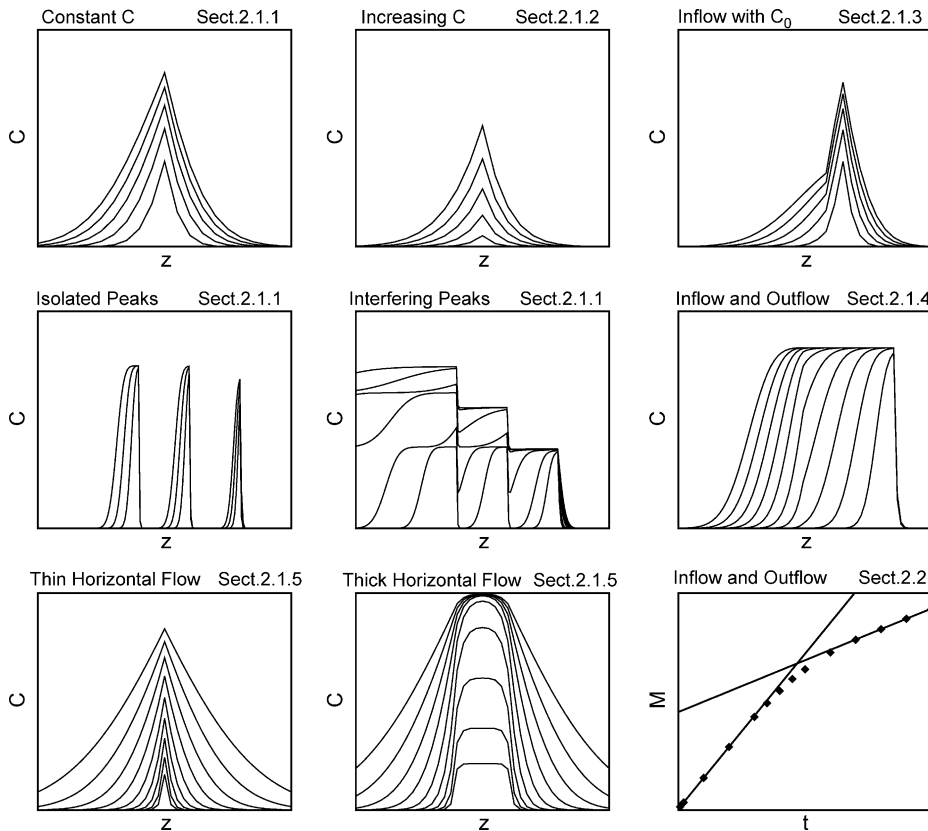 Constant C Sect.2.1.1
C
z
Increasing C Sect.2.1.2
C
z
Inflow with C0 Sect.2.1.3
C
z
Isolated Peaks Sect.2.1.1
C
z
Interfering Peaks Sect.2.1.1
C
z
Inflow and Outflow Sect.2.1.4
C
z
Thin Horizontal Flow Sect.2.1.5
C
z
Thick Horizontal Flow Sect.2.1.5
C
z
Inflow and Outflow Sect.2.2
M
t